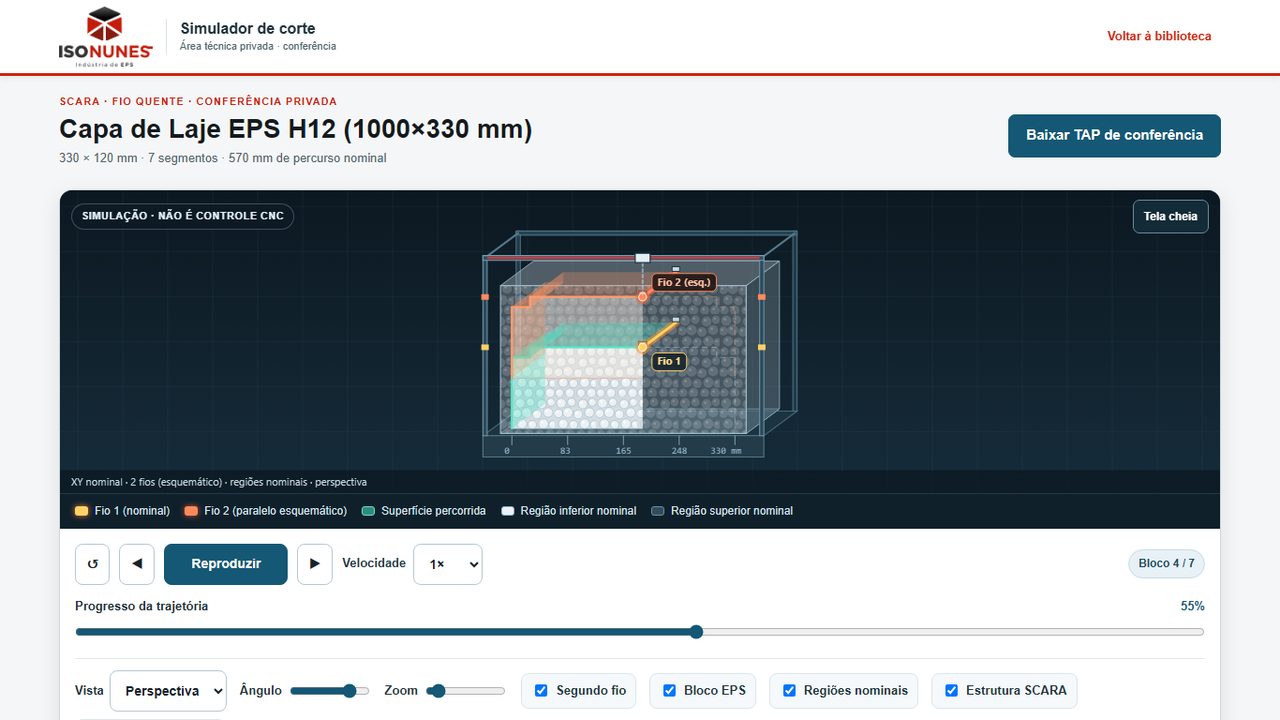 ISONUNES
Indústria de EPS
Simulador de corte
Área técnica privada · conferência
Voltar à biblioteca
SCARA · FIO QUENTE · CONFERÊNCIA PRIVADA
Capa de Laje EPS H12 (1000×330 mm)
330 × 120 mm · 7 segmentos · 570 mm de percurso nominal
Baixar TAP de conferência
SIMULAÇÃO · NÃO É CONTROLE CNC
Tela cheia
Fio 2 (esq.)
Fio 1
0 83 165 248 330 mm
XY nominal · 2 fios (esquemático) · regiões nominais · perspectiva
Fio 1 (nominal) Fio 2 (paralelo esquemático) Superfície percorrida Região inferior nominal Região superior nominal
↺ ◀ Reproduzir ▶ Velocidade 1× Bloco 4 / 7
Progresso da trajetória 55%
Vista Perspectiva Ângulo Zoom Segundo fio Bloco EPS Regiões nominais Estrutura SCARA